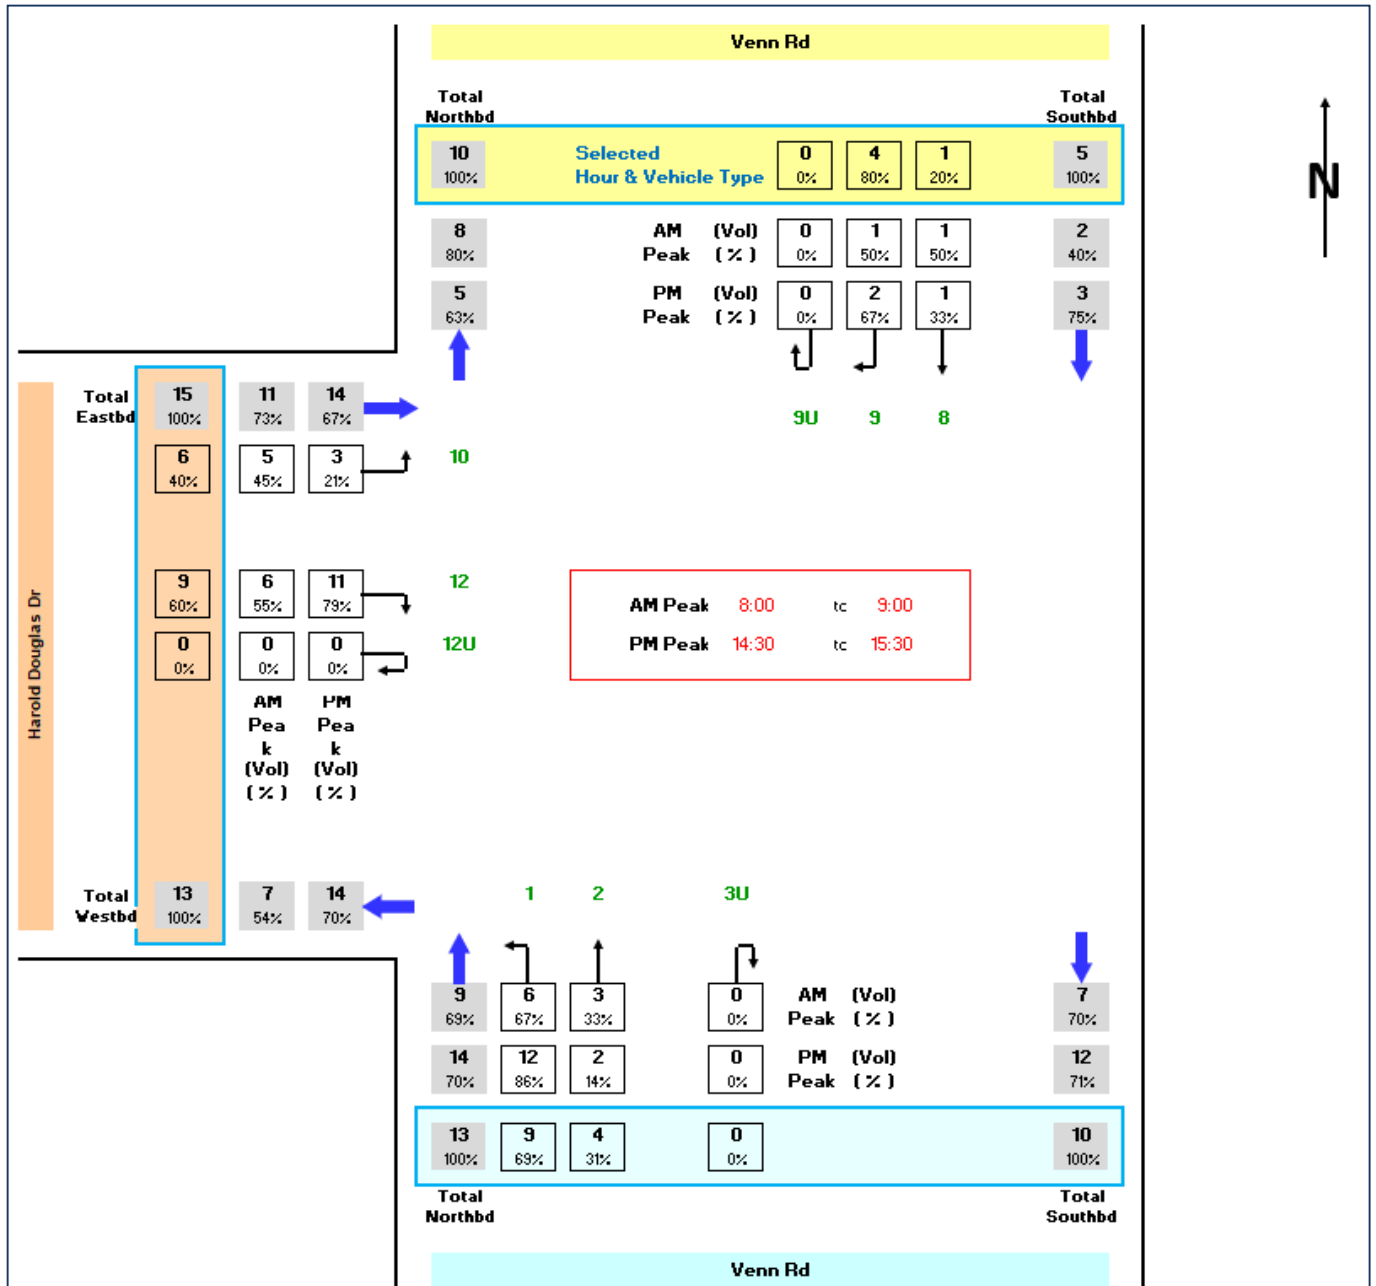 Venn Rd
Total Northbd
Total Southbd
10 100%
Selected Hour & Vehicle Type
0 0%
4 80%
1 20%
5 100%
8 80%
AM Peak (Vol) (%)
0 0%
1 50%
1 50%
2 40%
5 63%
PM Peak (Vol) (%)
0 0%
2 67%
1 33%
3 75%
Total Eastbd
15 100%
11 73%
14 67%
9U 9 8
6 40%
5 45%
3 21%
10
Harold Douglas Dr
9 60%
6 55%
11 79%
12
AM Peak 8:00 tc 9:00
PM Peak 14:30 tc 15:30
0 0%
0 0%
0 0%
12U
AM Pea k (Vol) (%)
PM Pea k (Vol) (%)
Total Westbd
13 100%
7 54%
14 70%
1 2 3U
9 69%
6 67%
3 33%
0 0%
AM Peak (Vol) (%)
7 70%
14 70%
12 86%
2 14%
0 0%
PM Peak (Vol) (%)
12 71%
13 100%
9 69%
4 31%
0 0%
10 100%
Total Northbd
Total Southbd
Venn Rd
N